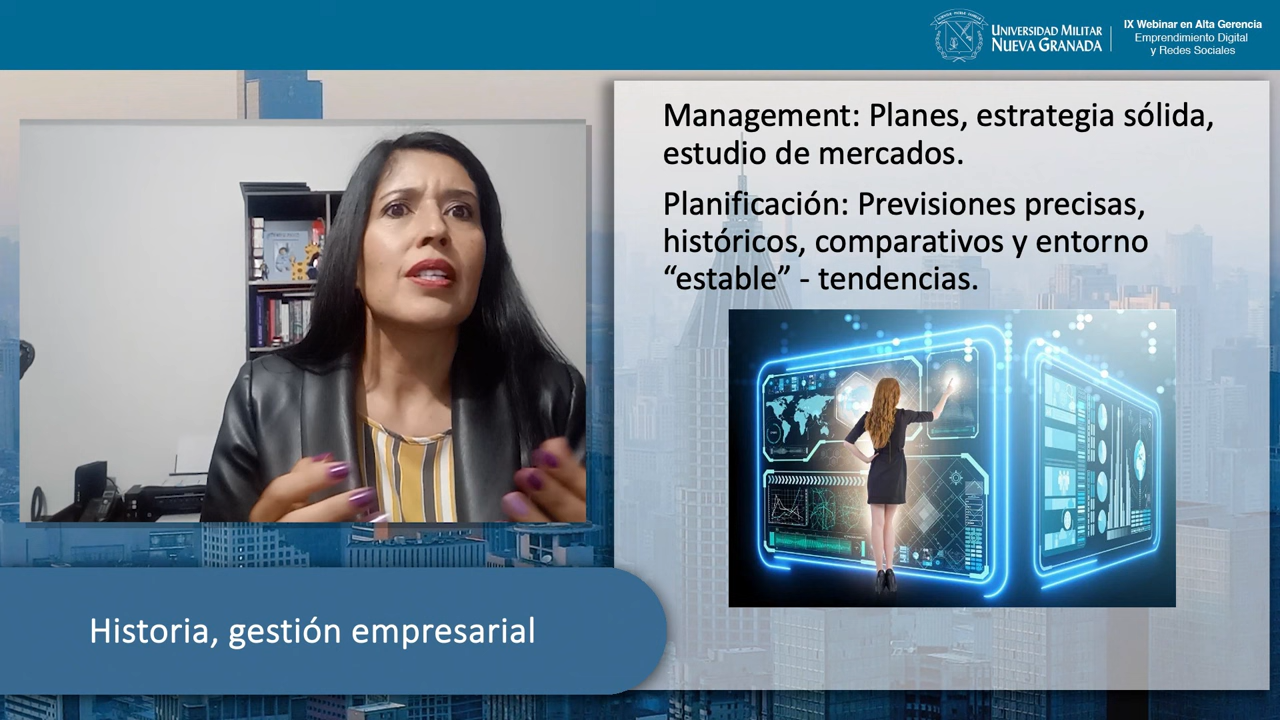 UNIVERSIDAD MILITAR
NUEVA GRANADA
IX Webinar en Alta Gerencia
Emprendimiento Digital
y Redes Sociales
Management: Planes, estrategia sólida,
estudio de mercados.
Planificación: Previsiones precisas,
históricos, comparativos y entorno
“estable” - tendencias.
Historia, gestión empresarial